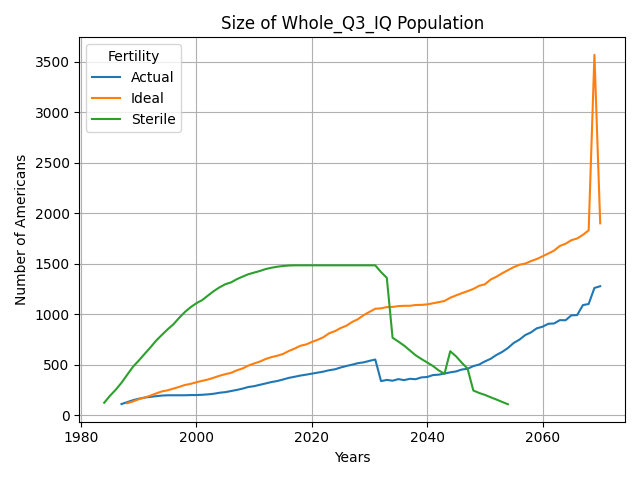 Size of Whole_Q3_IQ Population
Fertility
Actual
Ideal
Sterile
Number of Americans
3500
3000
2500
2000
1500
1000
500
0
1980
2000
2020
2040
2060
Years